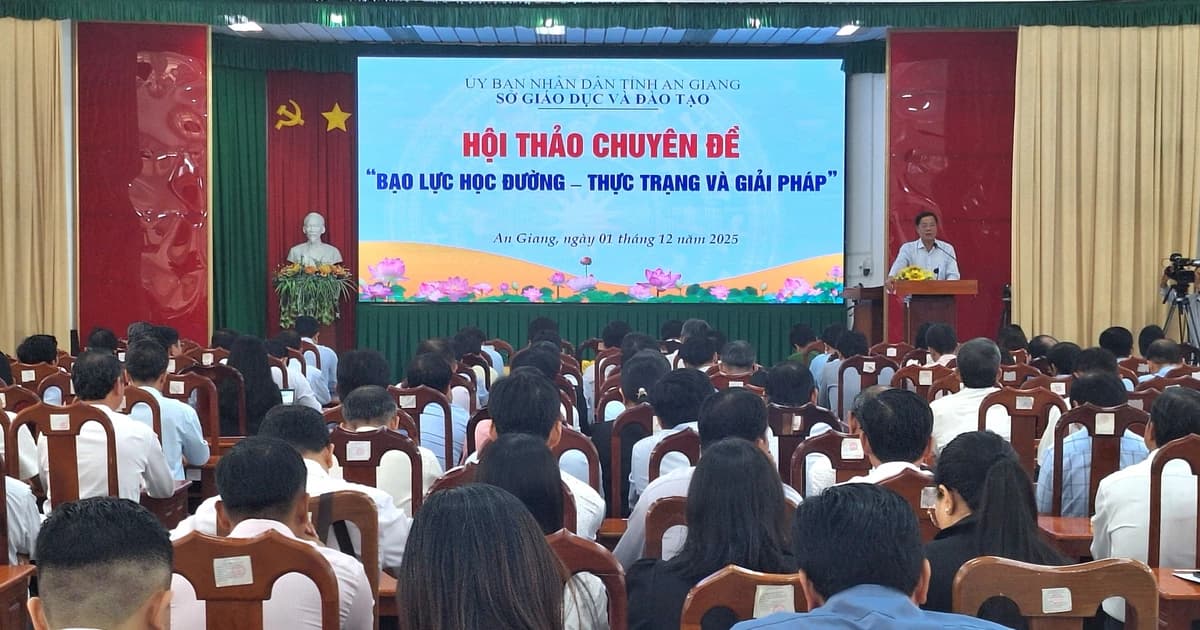 ỦY BAN NHÂN DÂN TỈNH AN GIANG
SỞ GIÁO DỤC VÀ ĐÀO TẠO
HỘI THẢO CHUYÊN ĐỀ
“BẠO LỰC HỌC ĐƯỜNG – THỰC TRẠNG VÀ GIẢI PHÁP”
An Giang, ngày 01 tháng 12 năm 2025